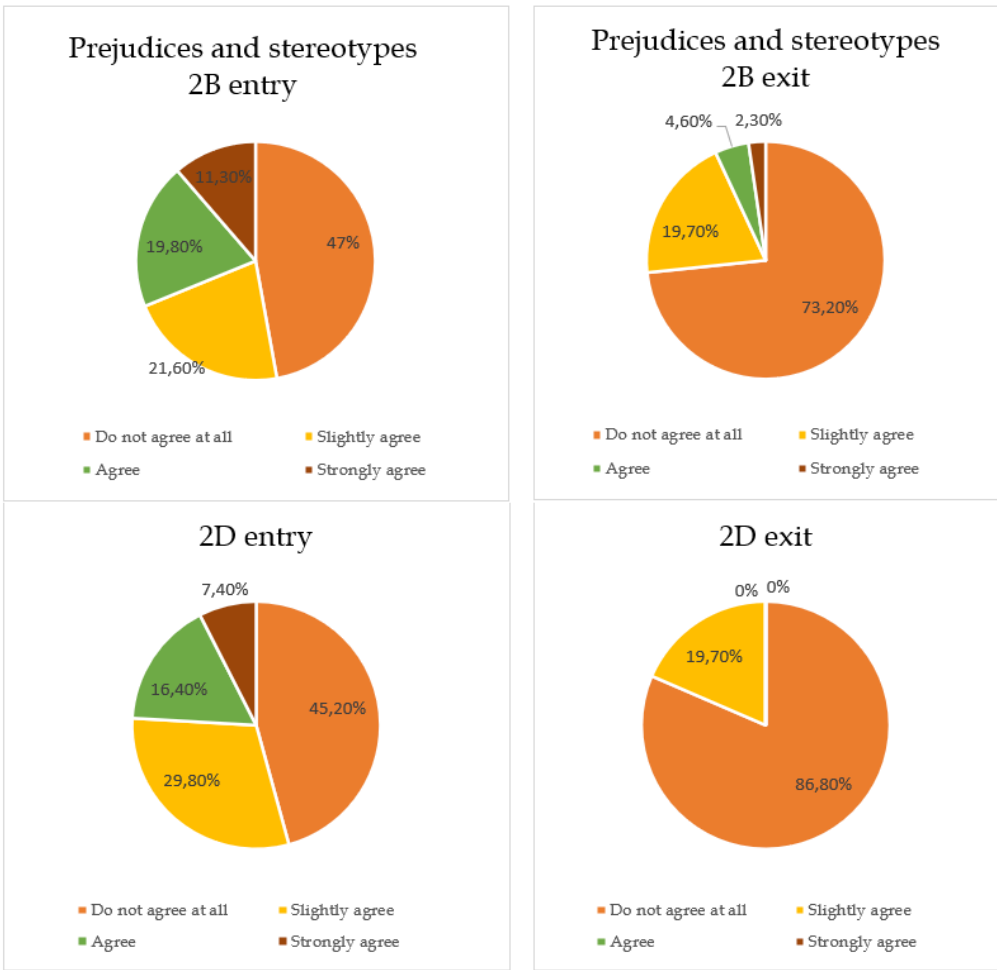 Prejudices and stereotypes
2B entry
11,30%
47%
19,80%
21,60%
Do not agree at all
Slightly agree
Agree
Strongly agree
Prejudices and stereotypes
2B exit
4,60%
2,30%
19,70%
73,20%
Do not agree at all
Slightly agree
Agree
Strongly agree
2D entry
7,40%
16,40%
45,20%
29,80%
Do not agree at all
Slightly agree
Agree
Strongly agree
2D exit
0%
0%
19,70%
86,80%
Do not agree at all
Slightly agree
Agree
Strongly agree